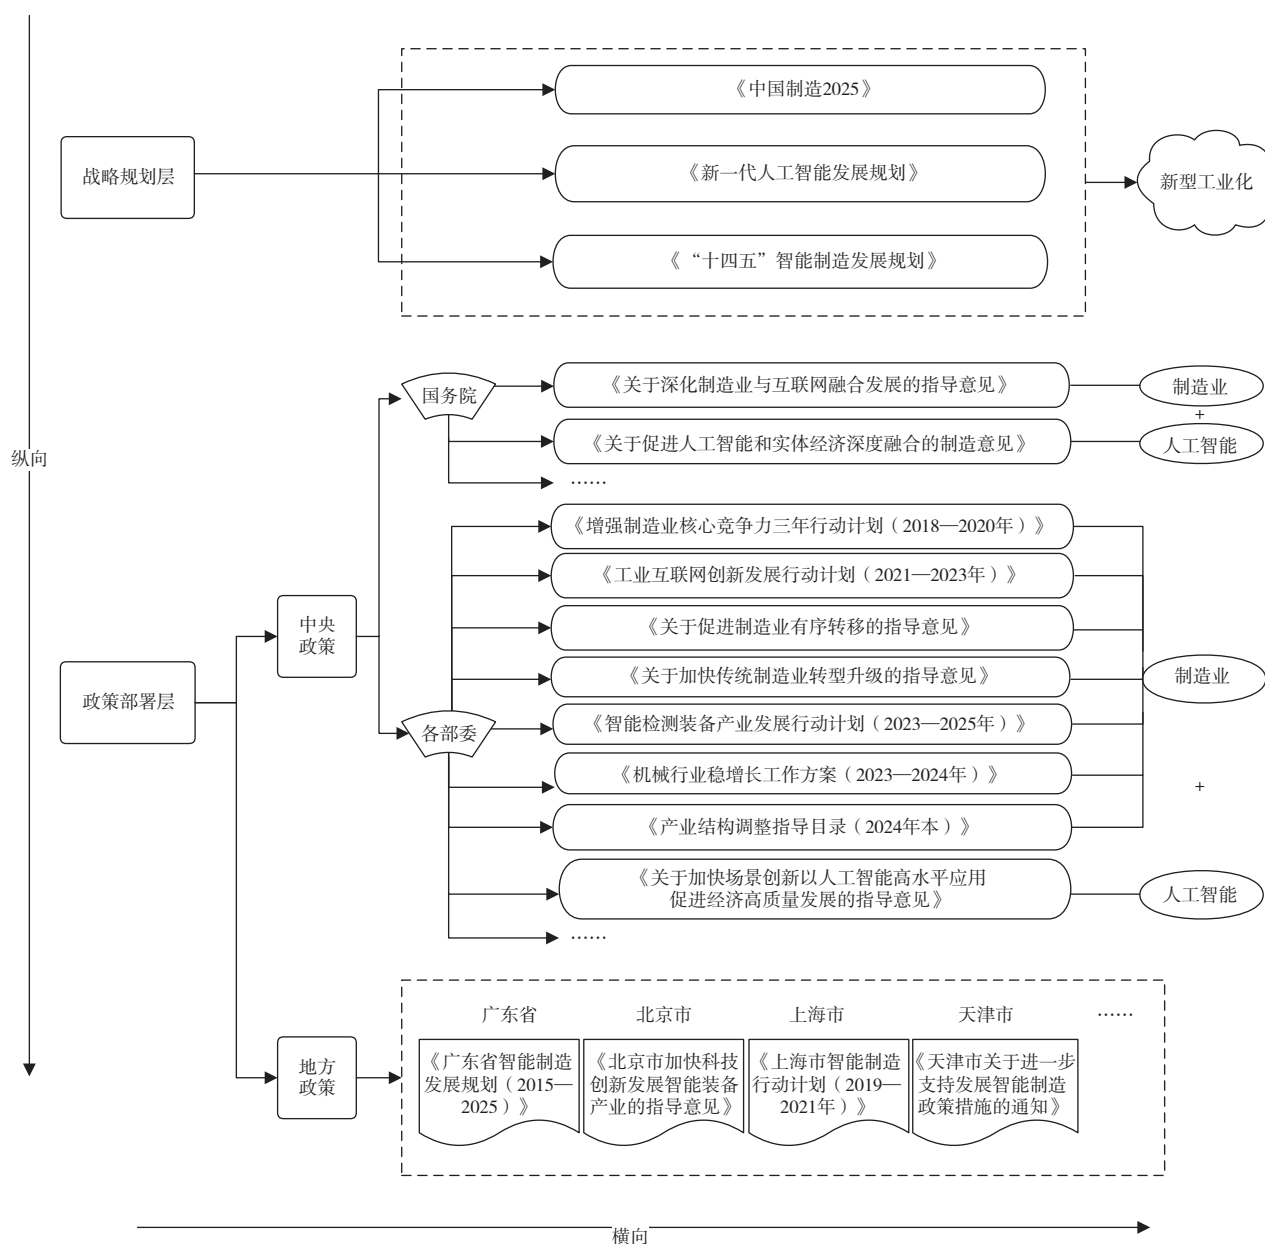 《中国制造2025》
战略规划层
《新一代人工智能发展规划》
新型工业化
《“十四五”智能制造发展规划》
国务院
《关于深化制造业与互联网融合发展的指导意见》
制造业
+
《关于促进人工智能和实体经济深度融合的制造意见》
人工智能
纵向
……
《增强制造业核心竞争力三年行动计划（2018—2020年）》
《工业互联网创新发展行动计划（2021—2023年）》
中央
政策
《关于促进制造业有序转移的指导意见》
《关于加快传统制造业转型升级的指导意见》
制造业
政策部署层
各部委
《智能检测装备产业发展行动计划（2023—2025年）》
《机械行业稳增长工作方案（2023—2024年）》
+
《产业结构调整指导目录（2024年本）》
《关于加快场景创新以人工智能高水平应用
促进经济高质量发展的指导意见》
人工智能
……
地方
政策
广东省
北京市
上海市
天津市
……
《广东省智能制造
发展规划（2015—
2025）》
《北京市加快科技
创新发展智能装备
产业的指导意见》
《上海市智能制造
行动计划（2019—
2021年）》
《天津市关于进一步
支持发展智能制造
政策措施的通知》
横向